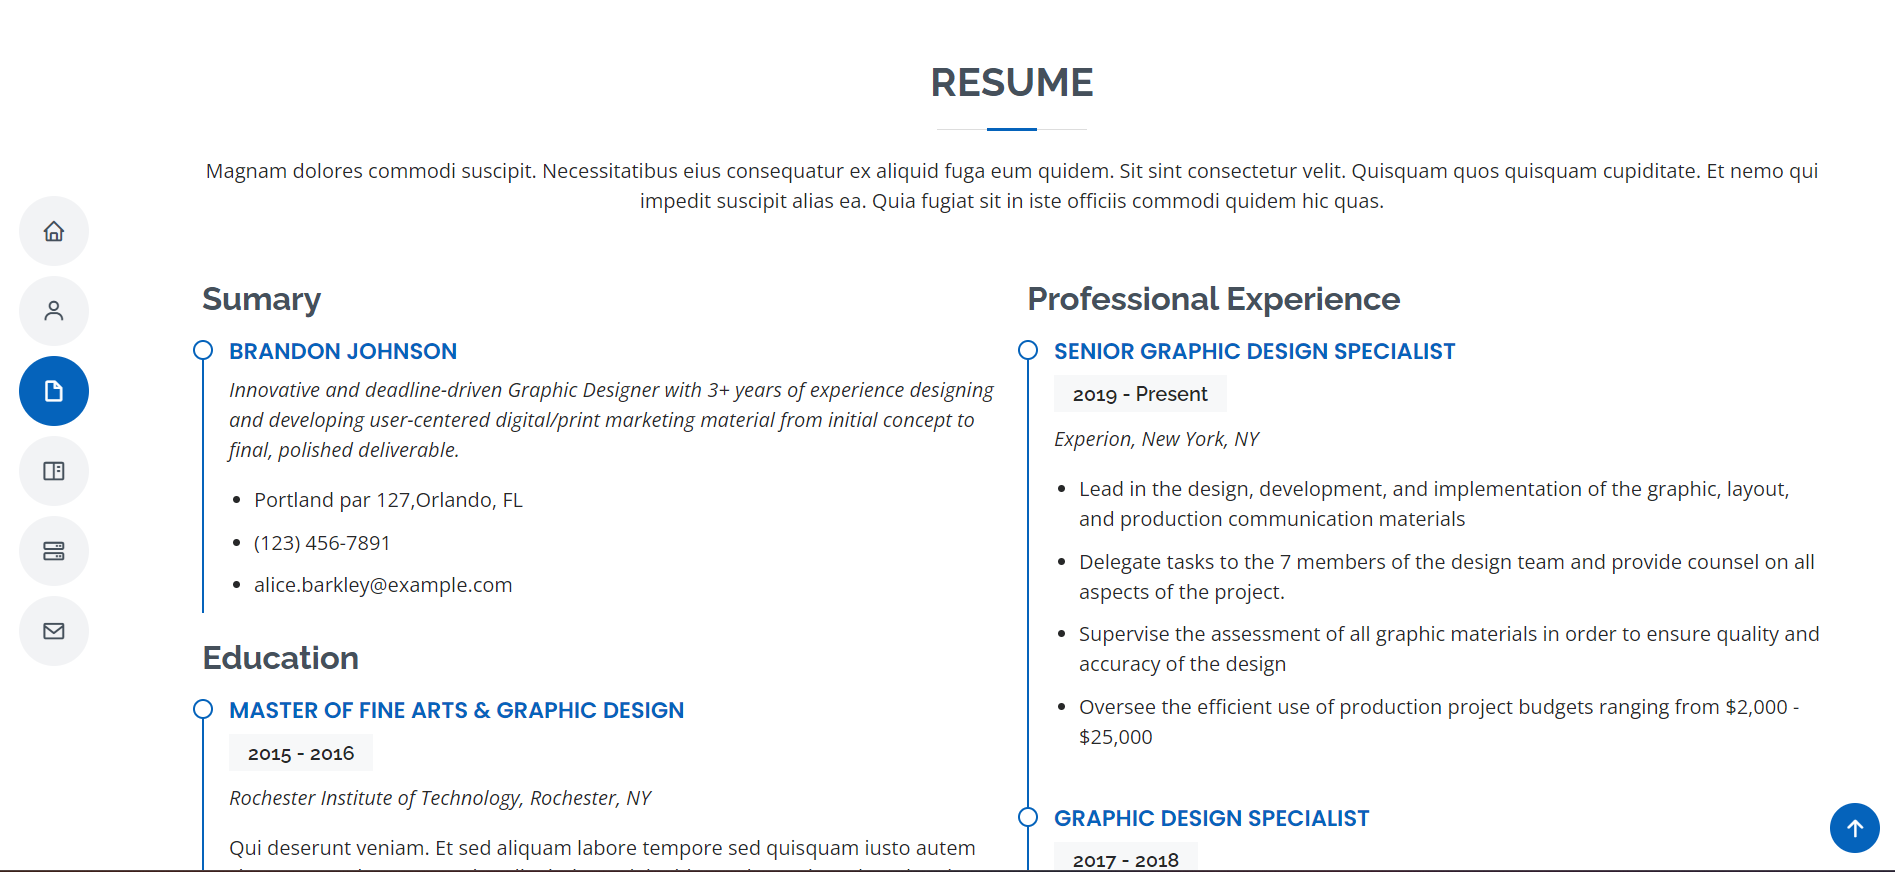 RESUME
Magnam dolores commodi suscipit. Necessitatibus eius consequatur ex aliquid fuga eum quidem. Sit sint consectetur velit. Quisquam quos quisquam cupiditate. Et nemo qui
impedit suscipit alias ea. Quia fugiat sit in iste officiis commodi quidem hic quas.
Sumary
BRANDON JOHNSON
Innovative and deadline-driven Graphic Designer with 3+ years of experience designing
and developing user-centered digital/print marketing material from initial concept to
final, polished deliverable.
• Portland par 127,Orlando, FL
• (123) 456-7891
• alice.barkley@example.com
Education
MASTER OF FINE ARTS & GRAPHIC DESIGN
2015 - 2016
Rochester Institute of Technology, Rochester, NY
Qui deserunt veniam. Et sed aliquam labore tempore sed quisquam iusto autem
Professional Experience
SENIOR GRAPHIC DESIGN SPECIALIST
2019 - Present
Experion, New York, NY
• Lead in the design, development, and implementation of the graphic, layout,
and production communication materials
• Delegate tasks to the 7 members of the design team and provide counsel on all
aspects of the project.
• Supervise the assessment of all graphic materials in order to ensure quality and
accuracy of the design
• Oversee the efficient use of production project budgets ranging from $2,000 -
$25,000
GRAPHIC DESIGN SPECIALIST
2017 - 2018